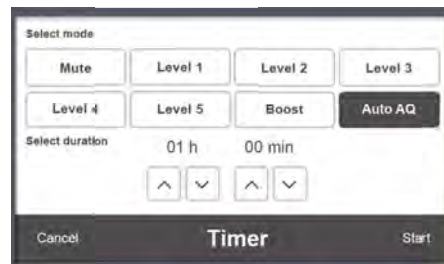 Select mode
Mute Level 1 Level 2 Level 3
Level 4 Level 5 Boost Auto AQ
Select duration 01 h 00 min
Cancel Timer Start